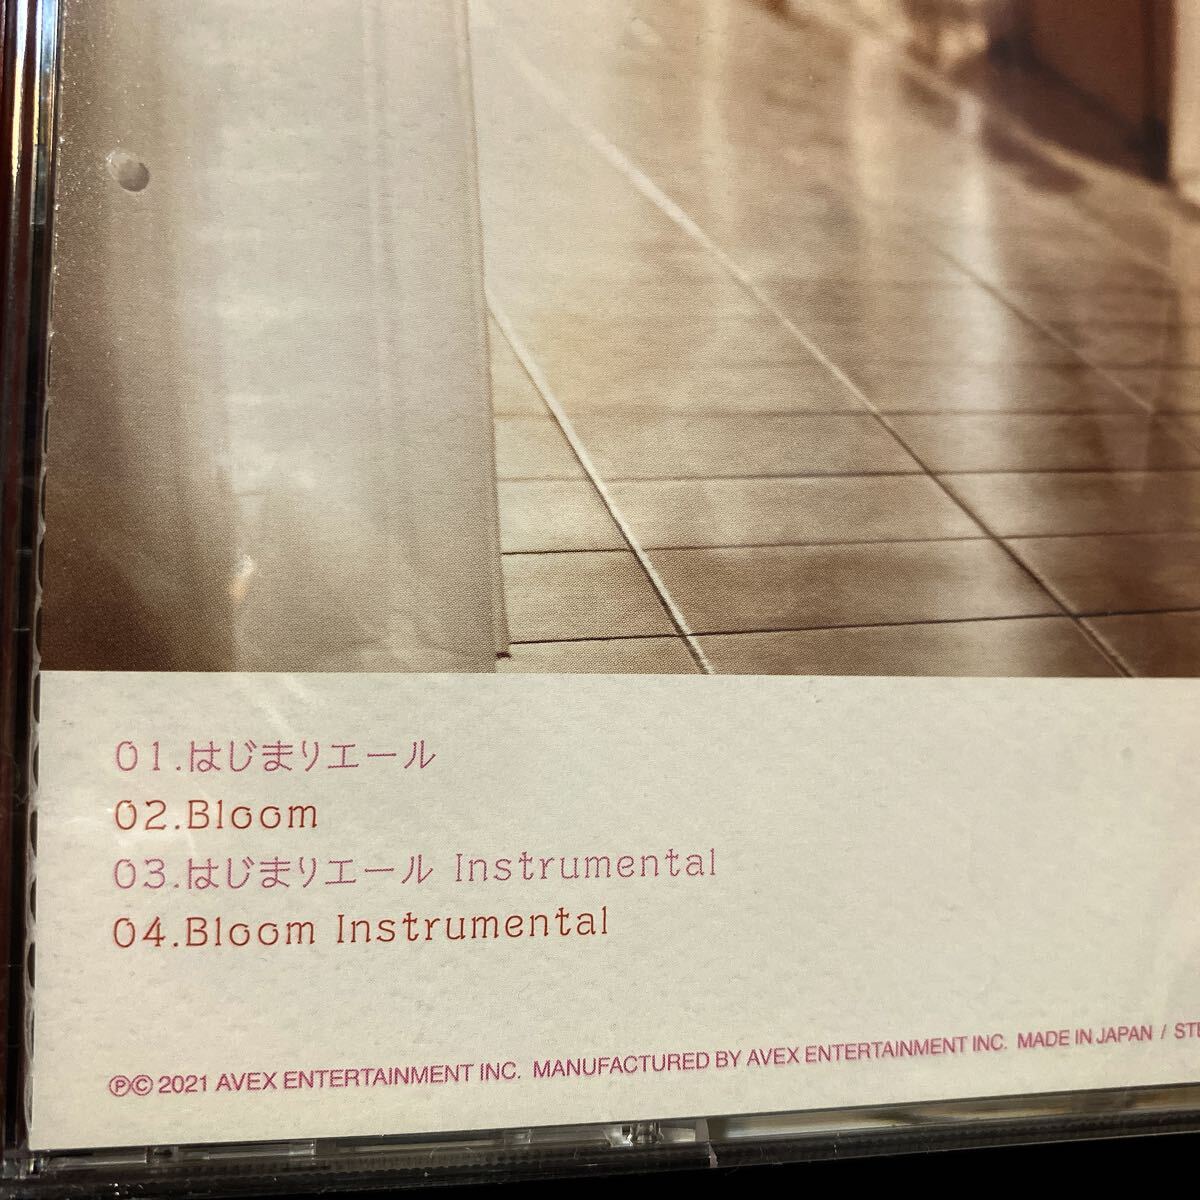 01.はじまりエール
02.Bloom
03.はじまりエール Instrumental
04.Bloom Instrumental
℗© 2021 AVEX ENTERTAINMENT INC. MANUFACTURED BY AVEX ENTERTAINMENT INC. MADE IN JAPAN /